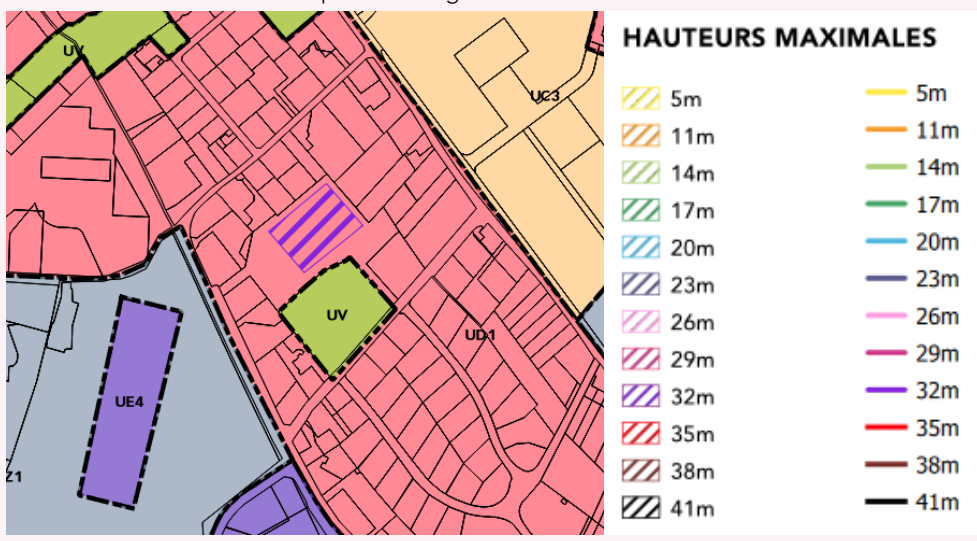 HAUTEURS MAXIMALES
UV
UC3
UV
UD1
UE4
Z1
5m
11m
14m
17m
20m
23m
26m
29m
32m
35m
38m
41m
5m
11m
14m
17m
20m
23m
26m
29m
32m
35m
38m
41m